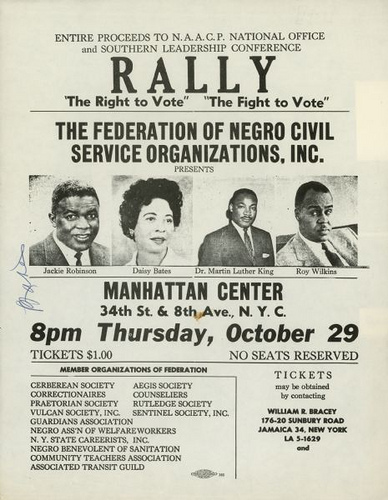 ENTIRE PROCEEDS TO N.A.A.C.P. NATIONAL OFFICE
and SOUTHERN LEADERSHIP CONFERENCE
RALLY
"The Right to Vote" "The Fight to Vote"
THE FEDERATION OF NEGRO CIVIL
SERVICE ORGANIZATIONS, INC.
PRESENTS
Jackie Robinson
Daisy Bates
Dr. Martin Luther King
Roy Wilkins
MANHATTAN CENTER
34th St. & 8th Ave., N. Y. C.
8pm Thursday, October 29
TICKETS $1.00 NO SEATS RESERVED
MEMBER ORGANIZATIONS OF FEDERATION
CERBEREAN SOCIETY AEGIS SOCIETY
CORRECTIONAIRES COUNSELIERS
PRAETORIAN SOCIETY RUTLEDGE SOCIETY
VULCAN SOCIETY, INC. SENTINEL SOCIETY, INC.
GUARDIANS ASSOCIATION
NEGRO ASS'N OF WELFAREWORKERS
N. Y. STATE CAREERISTS, INC.
NEGRO BENEVOLENT OF SANITATION
COMMUNITY TEACHERS ASSOCIATION
ASSOCIATED TRANSIT GUILD
TICKETS
may be obtained
by contacting
WILLIAM R. BRACEY
176-20 SUNBURY ROAD
JAMAICA 34, NEW YORK
LA 5-1629
and